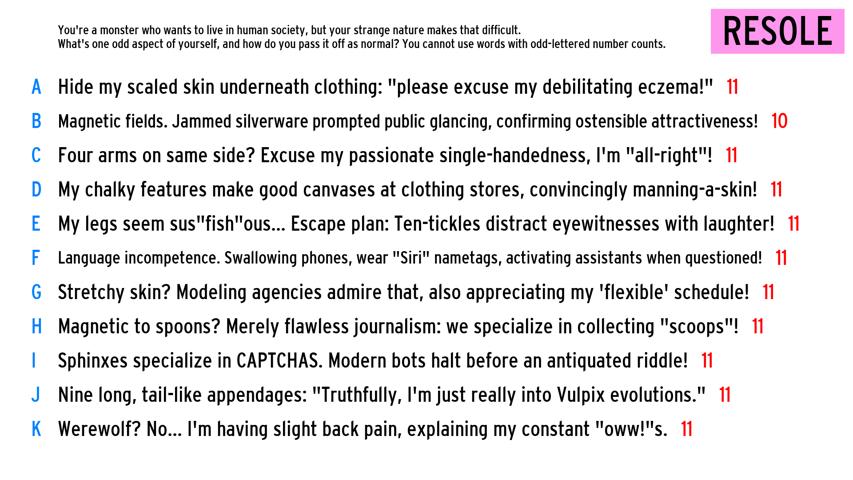 You're a monster who wants to live in human society, but your strange nature makes that difficult.
What's one odd aspect of yourself, and how do you pass it off as normal? You cannot use words with odd-lettered number counts.
RESOLE
A Hide my scaled skin underneath clothing: "please excuse my debilitating eczema!" 11
B Magnetic fields. Jammed silverware prompted public glancing, confirming ostensible attractiveness! 10
C Four arms on same side? Excuse my passionate single-handedness, I'm "all-right"! 11
D My chalky features make good canvases at clothing stores, convincingly manning-a-skin! 11
E My legs seem sus"fish"ous... Escape plan: Ten-tickles distract eyewitnesses with laughter! 11
F Language incompetence. Swallowing phones, wear "Siri" nametags, activating assistants when questioned! 11
G Stretchy skin? Modeling agencies admire that, also appreciating my 'flexible' schedule! 11
H Magnetic to spoons? Merely flawless journalism: we specialize in collecting "scoops"! 11
I Sphinxes specialize in CAPTCHAS. Modern bots halt before an antiquated riddle! 11
J Nine long, tail-like appendages: "Truthfully, I'm just really into Vulpix evolutions." 11
K Werewolf? No... I'm having slight back pain, explaining my constant "oww!"s. 11